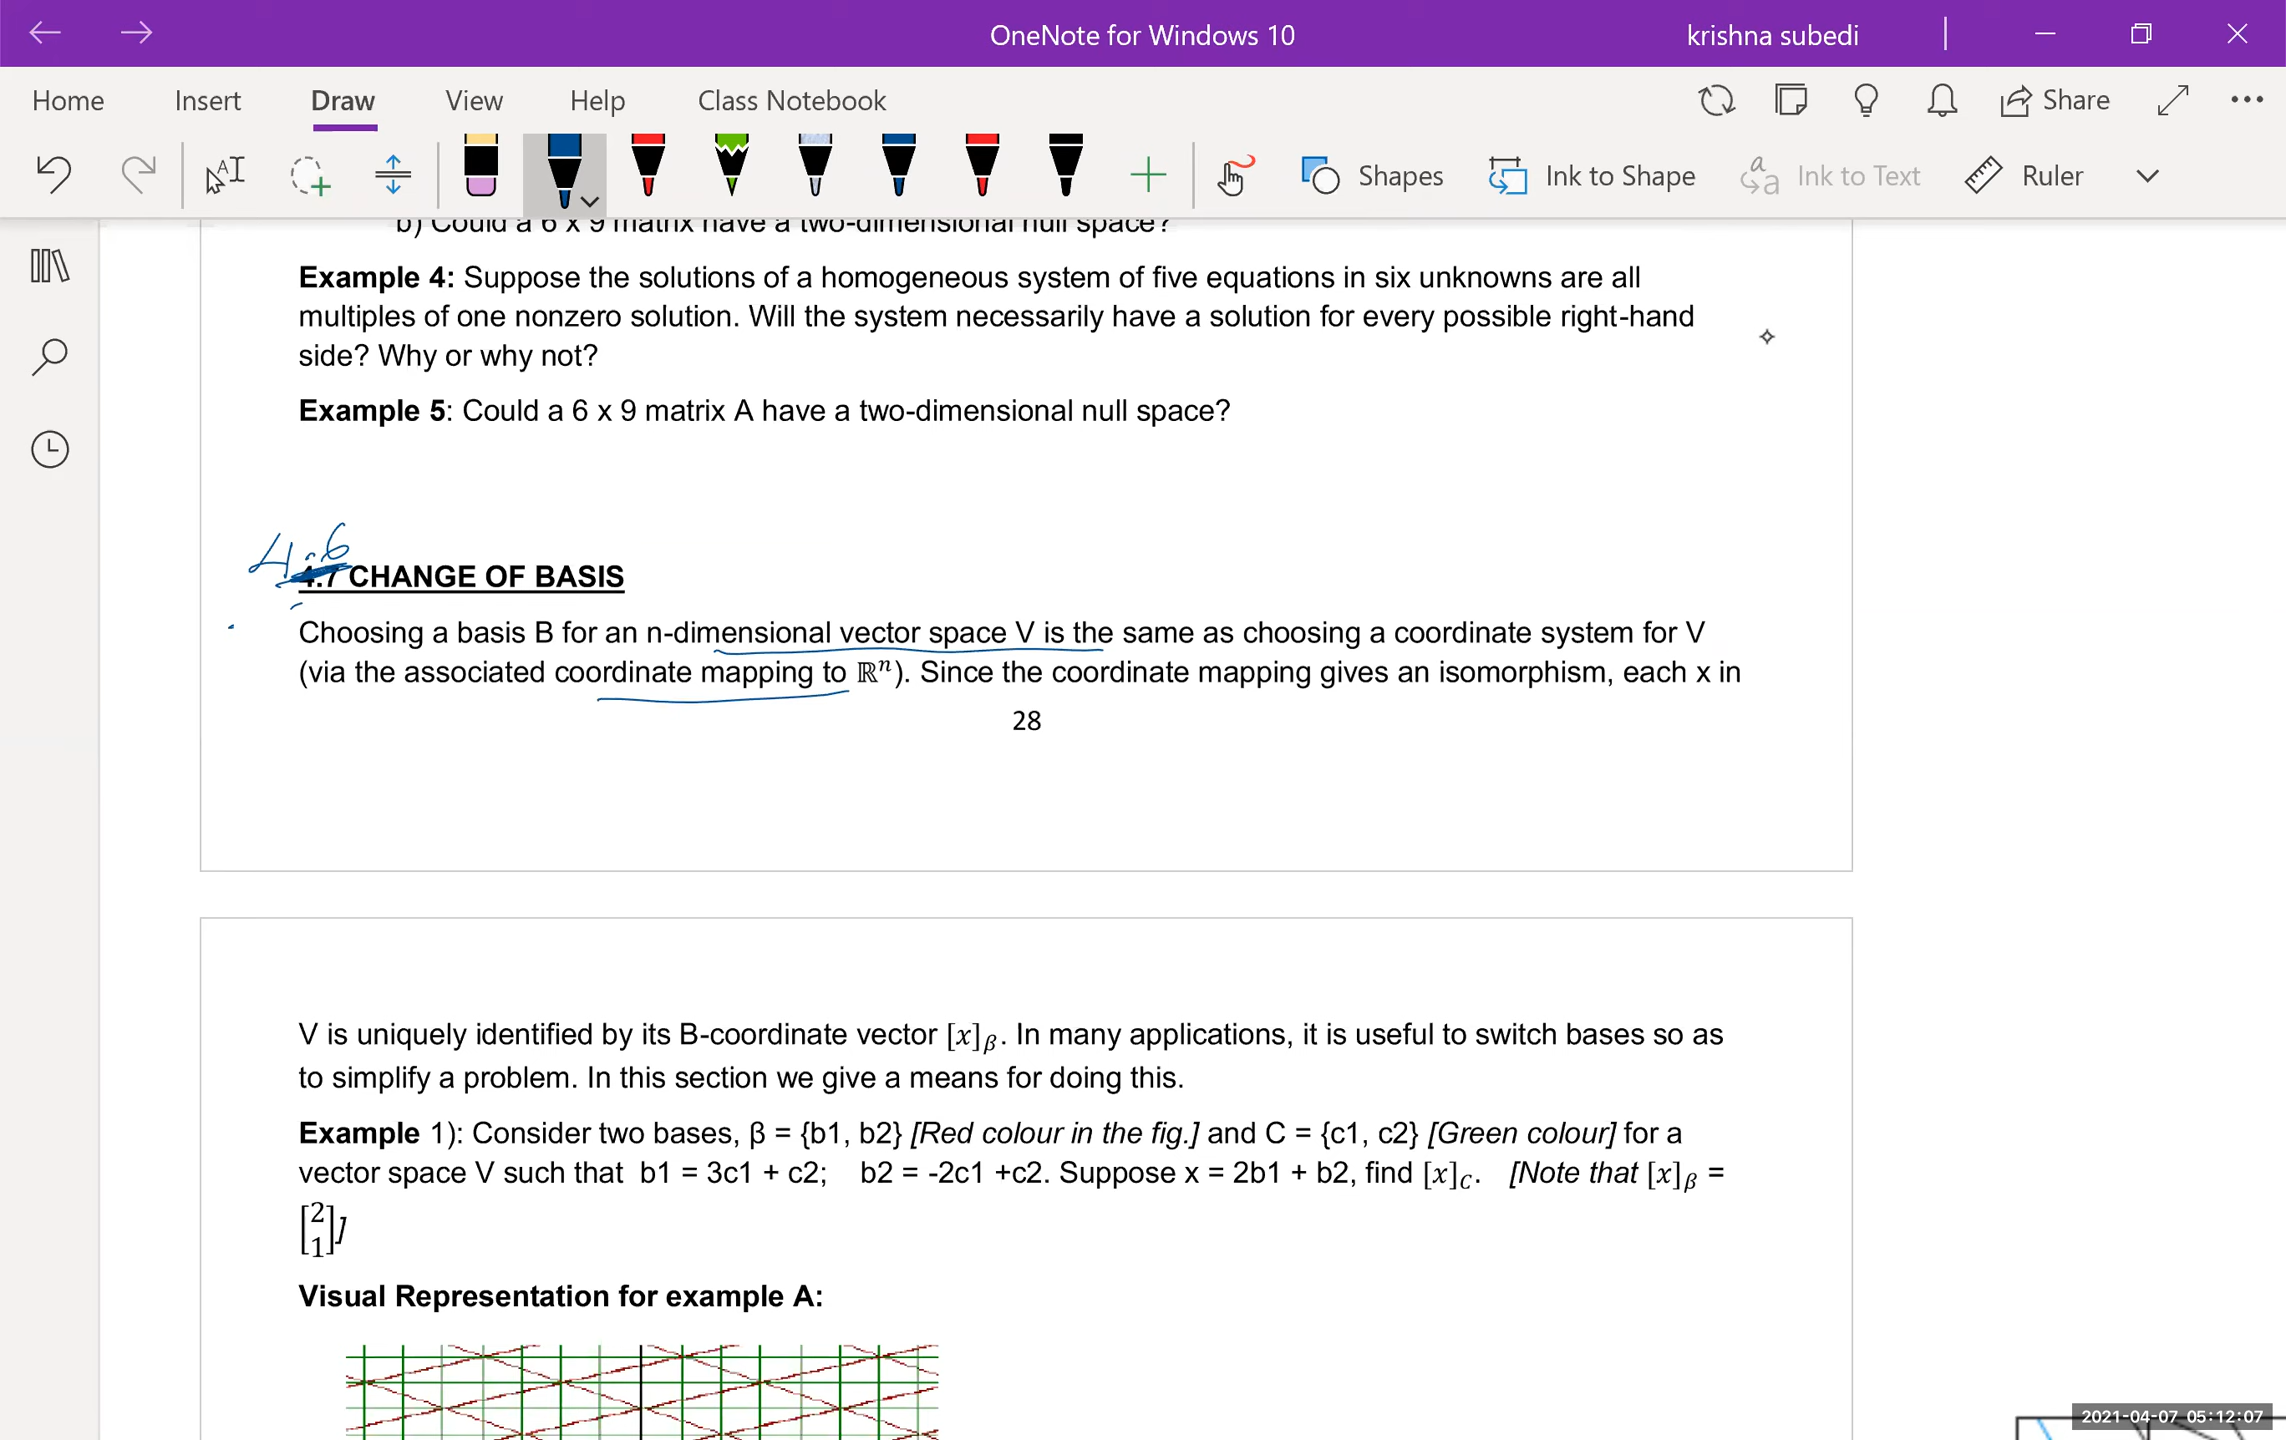 OneNote for Windows 10
krishna subedi
Home Insert Draw View Help Class Notebook Share
Shapes Ink to Shape Ink to Text Ruler
b) Could a 6 x 9 matrix have a two-dimensional null space?
Example 4: Suppose the solutions of a homogeneous system of five equations in six unknowns are all
multiples of one nonzero solution. Will the system necessarily have a solution for every possible right-hand
side? Why or why not?
Example 5: Could a 6 x 9 matrix A have a two-dimensional null space?
4.6
4.7 CHANGE OF BASIS
Choosing a basis B for an n-dimensional vector space V is the same as choosing a coordinate system for V
(via the associated coordinate mapping to ℝⁿ). Since the coordinate mapping gives an isomorphism, each x in
28
V is uniquely identified by its B-coordinate vector [x]ᵦ. In many applications, it is useful to switch bases so as
to simplify a problem. In this section we give a means for doing this.
Example 1): Consider two bases, β = {b1, b2} [Red colour in the fig.] and C = {c1, c2} [Green colour] for a
vector space V such that b1 = 3c1 + c2; b2 = -2c1 +c2. Suppose x = 2b1 + b2, find [x]C. [Note that [x]ᵦ =
[2
1]]
Visual Representation for example A:
2021-04-07 05:12:07